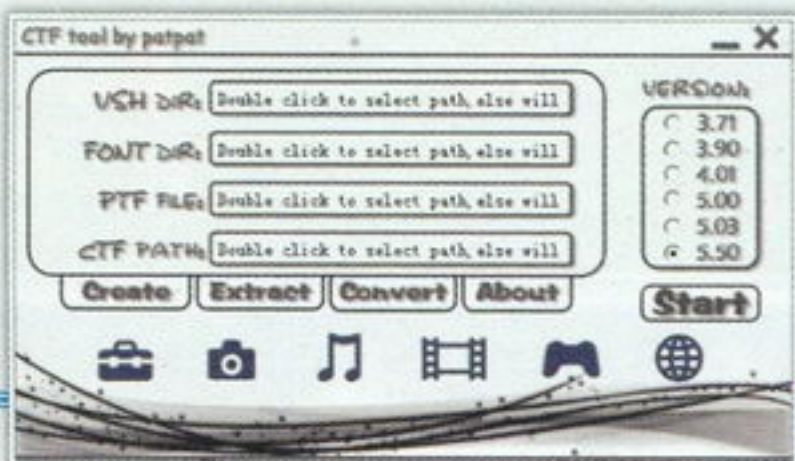 CTF tool by patpat
VSH DIR: Double click to select path, else will
FONT DIR: Double click to select path, else will
PTF FILE: Double click to select path, else will
CTF PATH: Double click to select path, else will
Create Extract Convert About
VERSION:
3.71
3.90
4.01
5.00
5.03
5.50
Start